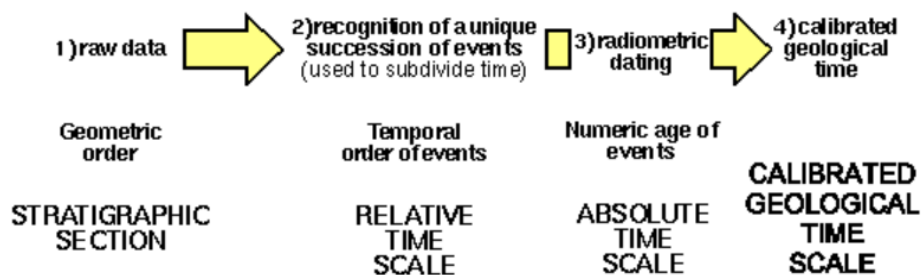 1)raw data
2)recognition of a unique
succession of events
(used to subdivide time)
3)radiometric
dating
4)calibrated
geological
time
Geometric
order
Temporal
order of events
Numeric age of
events
STRATIGRAPHIC
SECTION
RELATIVE
TIME
SCALE
ABSOLUTE
TIME
SCALE
CALIBRATED
GEOLOGICAL
TIME
SCALE